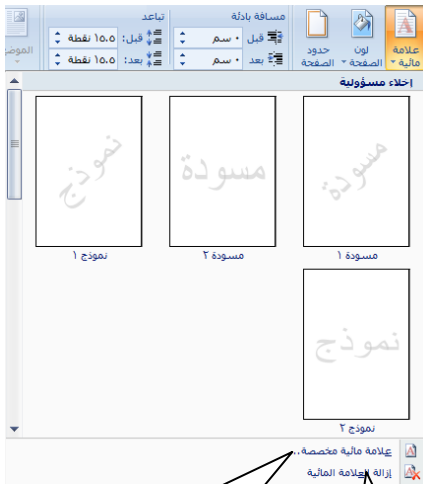 مسافة بادئة
تباعد
علامة مائية
لون الصفحة
حدود الصفحة
قبل ٠ سم
بعد ٠ سم
قبل: ١٥.٥ نقطة
بعد: ١٥.٥ نقطة
إخلاء مسؤولية
مسودة
مسودة
نموذج
مسودة ١
مسودة ٢
نموذج ١
نموذج
نموذج ٢
علامة مائية مخصصة..
إزالة العلامة المائية